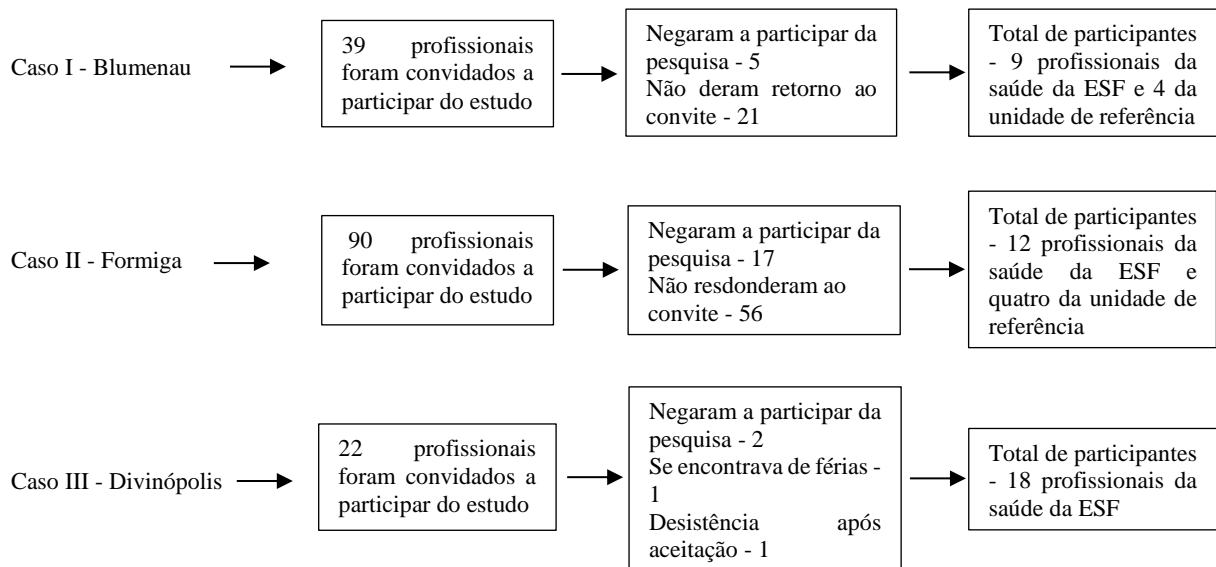 Caso I - Blumenau
39 profissionais
foram convidados a
participar do estudo
Negaram a participar da
pesquisa - 5
Não deram retorno ao
convite - 21
Total de participantes
- 9 profissionais da
saúde da ESF e 4 da
unidade de referência
Caso II - Formiga
90 profissionais
foram convidados a
participar do estudo
Negaram a participar da
pesquisa - 17
Não resdonderam ao
convite - 56
Total de participantes
- 12 profissionais da
saúde da ESF e
quatro da unidade de
referência
Caso III - Divinópolis
22 profissionais
foram convidados a
participar do estudo
Negaram a participar da
pesquisa - 2
Se encontrava de férias -
1
Desistência após
aceitação - 1
Total de participantes
- 18 profissionais da
saúde da ESF